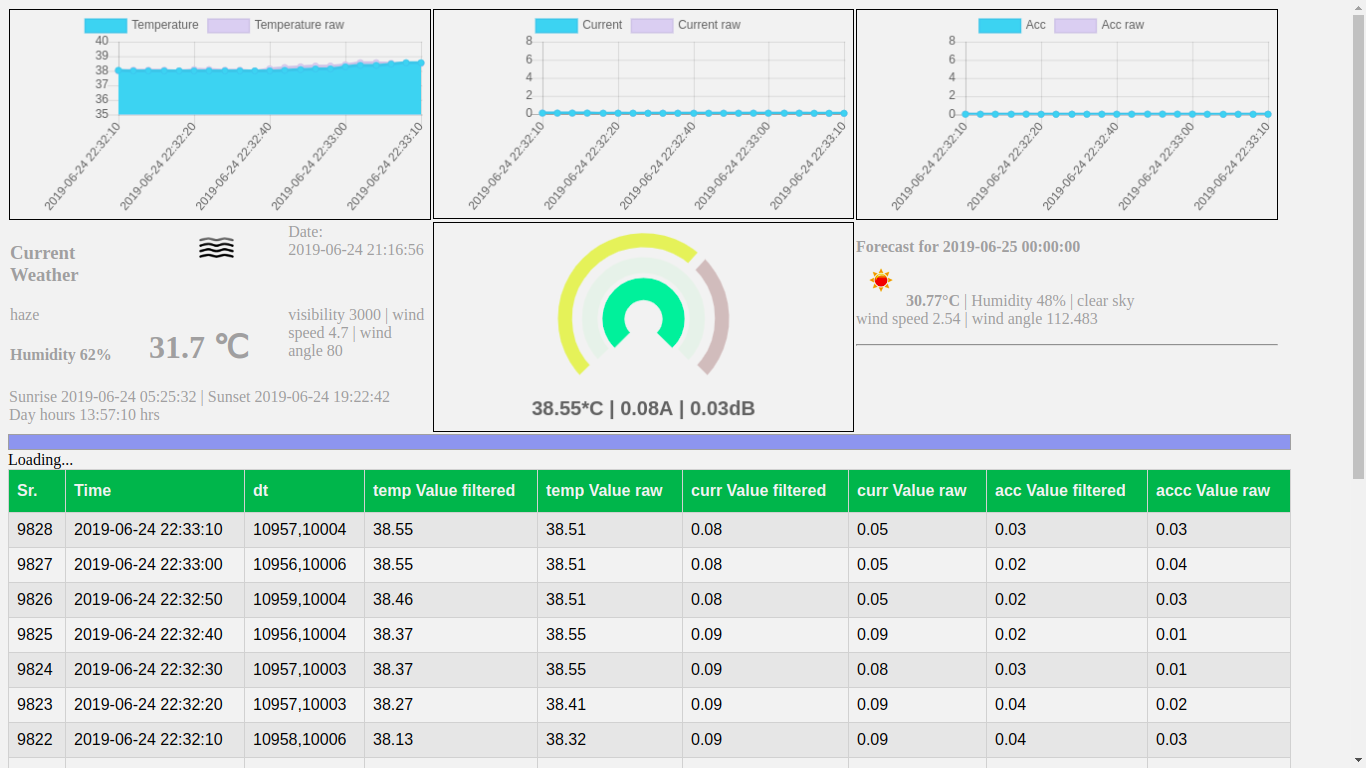 Temperature Temperature raw
40
39
38
37
36
35
2019-06-24 22:32:10
2019-06-24 22:32:20
2019-06-24 22:32:40
2019-06-24 22:33:00
2019-06-24 22:33:10
Current Current raw
8
6
4
2
0
2019-06-24 22:32:10
2019-06-24 22:32:20
2019-06-24 22:32:40
2019-06-24 22:33:00
2019-06-24 22:33:10
Acc Acc raw
8
6
4
2
0
2019-06-24 22:32:10
2019-06-24 22:32:20
2019-06-24 22:32:40
2019-06-24 22:33:00
2019-06-24 22:33:10
Current
Weather
Date:
2019-06-24 21:16:56
haze
Humidity 62%
31.7 ℃
visibility 3000 | wind
speed 4.7 | wind
angle 80
Sunrise 2019-06-24 05:25:32 | Sunset 2019-06-24 19:22:42
Day hours 13:57:10 hrs
38.55*C | 0.08A | 0.03dB
Forecast for 2019-06-25 00:00:00
30.77°C | Humidity 48% | clear sky
wind speed 2.54 | wind angle 112.483
Loading...
Sr. Time dt temp Value filtered temp Value raw curr Value filtered curr Value raw acc Value filtered accc Value raw
9828 2019-06-24 22:33:10 10957,10004 38.55 38.51 0.08 0.05 0.03 0.03
9827 2019-06-24 22:33:00 10956,10006 38.55 38.51 0.08 0.05 0.02 0.04
9826 2019-06-24 22:32:50 10959,10004 38.46 38.51 0.08 0.05 0.02 0.03
9825 2019-06-24 22:32:40 10956,10004 38.37 38.55 0.09 0.09 0.02 0.01
9824 2019-06-24 22:32:30 10957,10003 38.37 38.55 0.09 0.08 0.03 0.01
9823 2019-06-24 22:32:20 10957,10003 38.27 38.41 0.09 0.09 0.04 0.02
9822 2019-06-24 22:32:10 10958,10006 38.13 38.32 0.09 0.09 0.04 0.03